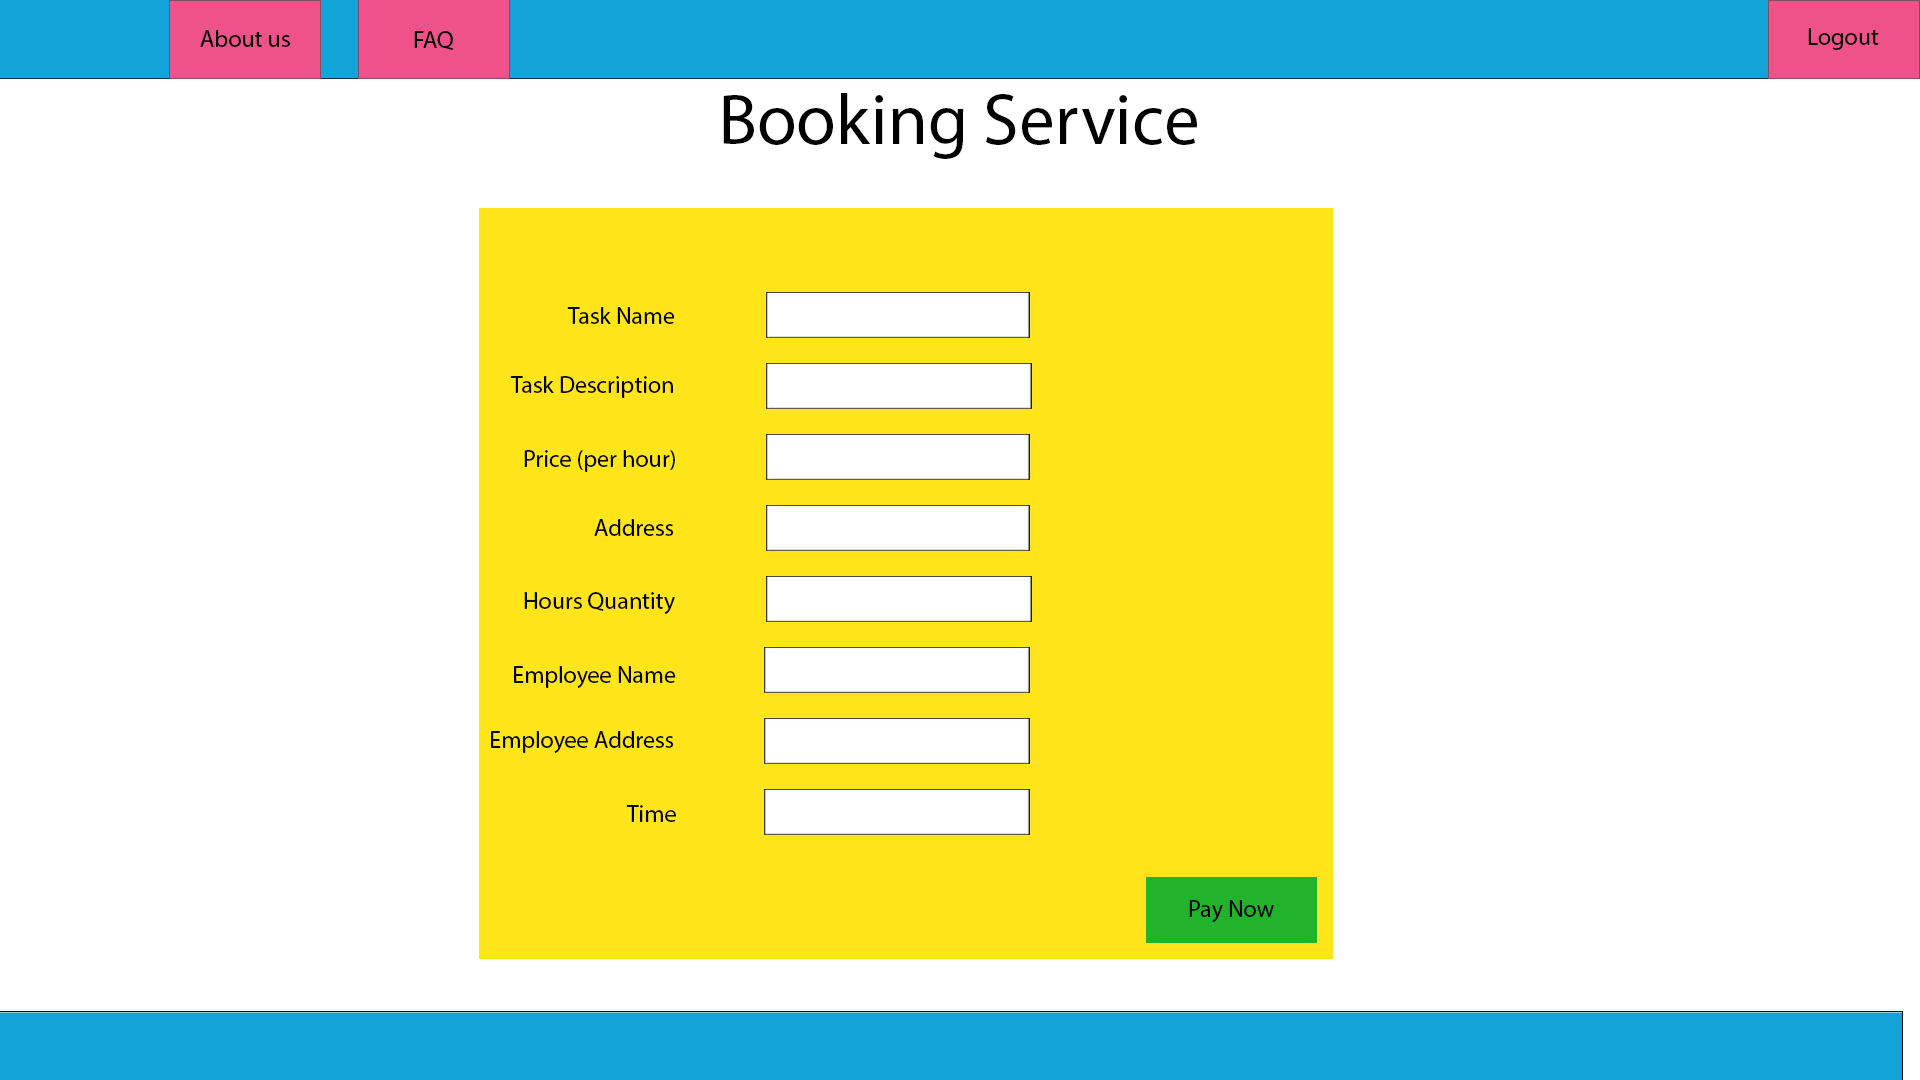 About us
FAQ
Logout
Booking Service
Task Name
Task Description
Price (per hour)
Address
Hours Quantity
Employee Name
Employee Address
Time
Pay Now